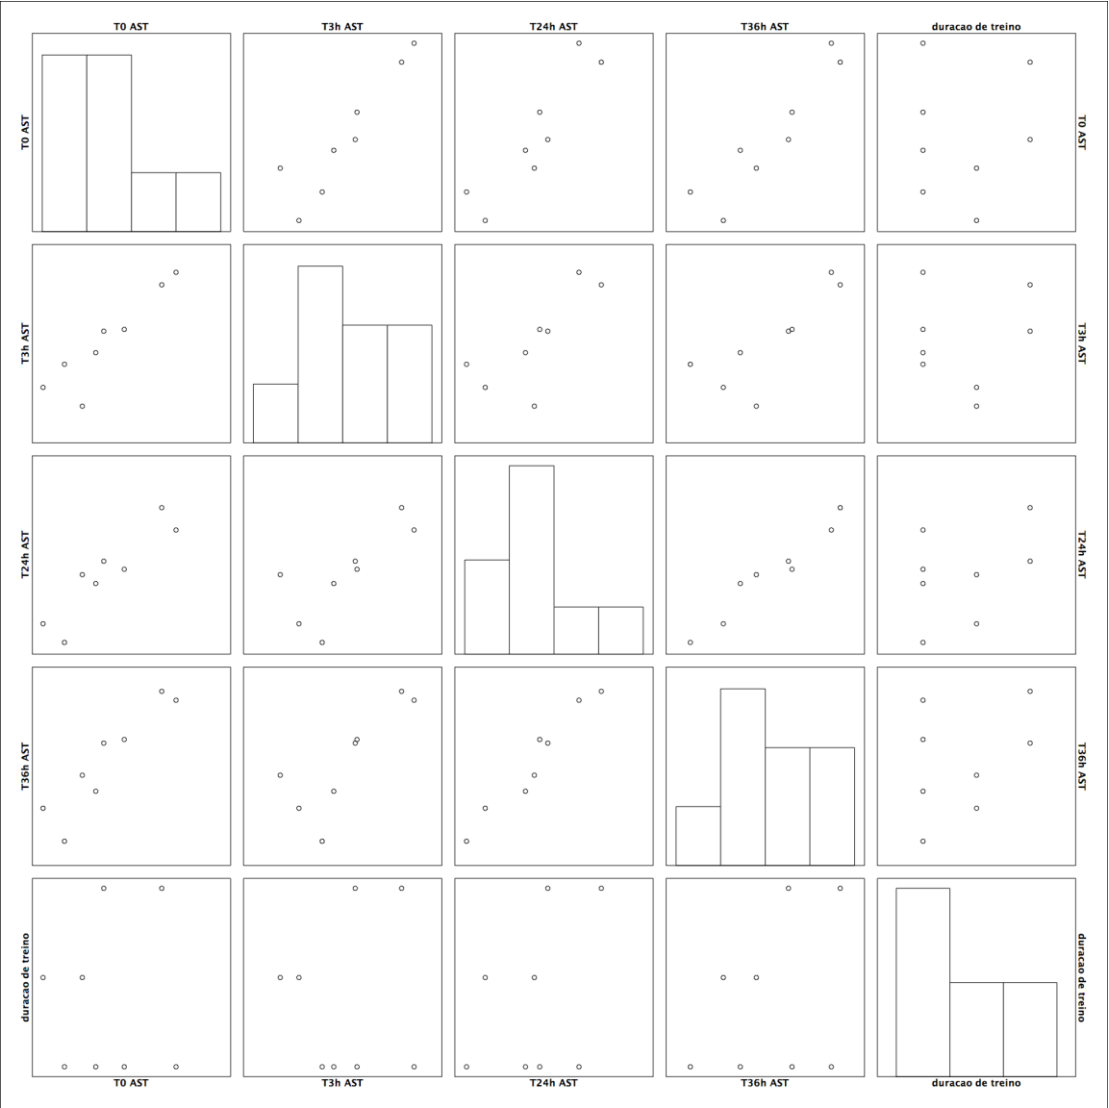 T0 AST T3h AST T24h AST T36h AST duracao de treino
T0 AST T0 AST
T3h AST T3h AST
T24h AST T24h AST
T36h AST T36h AST
duracao de treino duracao de treino
T0 AST T3h AST T24h AST T36h AST duracao de treino